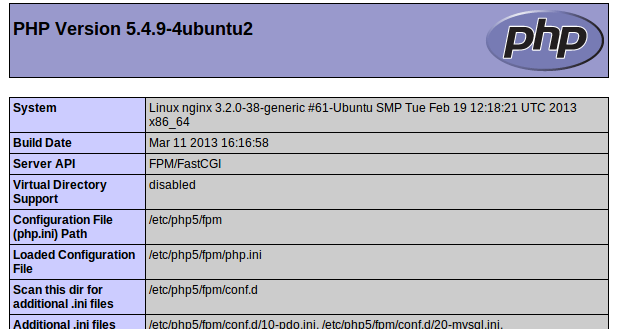 PHP Version 5.4.9-4ubuntu2
php
System Linux nginx 3.2.0-38-generic #61-Ubuntu SMP Tue Feb 19 12:18:21 UTC 2013
x86_64
Build Date Mar 11 2013 16:16:58
Server API FPM/FastCGI
Virtual Directory disabled
Support
Configuration File /etc/php5/fpm
(php.ini) Path
Loaded Configuration /etc/php5/fpm/php.ini
File
Scan this dir for /etc/php5/fpm/conf.d
additional .ini files
Additional .ini files /etc/php5/fpm/conf.d/10-pdo.ini, /etc/php5/fpm/conf.d/20-mysql.ini,